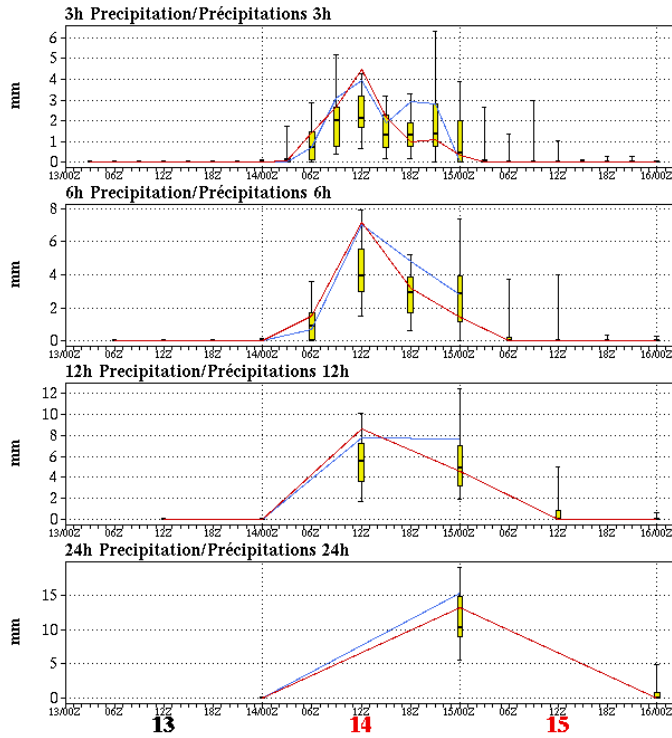 3h Precipitation/Précipitations 3h
mm
6
5
4
3
2
1
0
13/00Z 06Z 12Z 18Z 14/00Z 06Z 12Z 18Z 15/00Z 06Z 12Z 18Z 16/00Z
6h Precipitation/Précipitations 6h
mm
8
6
4
2
0
13/00Z 06Z 12Z 18Z 14/00Z 06Z 12Z 18Z 15/00Z 06Z 12Z 18Z 16/00Z
12h Precipitation/Précipitations 12h
mm
12
10
8
6
4
2
0
13/00Z 06Z 12Z 18Z 14/00Z 06Z 12Z 18Z 15/00Z 06Z 12Z 18Z 16/00Z
24h Precipitation/Précipitations 24h
mm
15
10
5
0
13/00Z 06Z 12Z 18Z 14/00Z 06Z 12Z 18Z 15/00Z 06Z 12Z 18Z 16/00Z
13 14 15